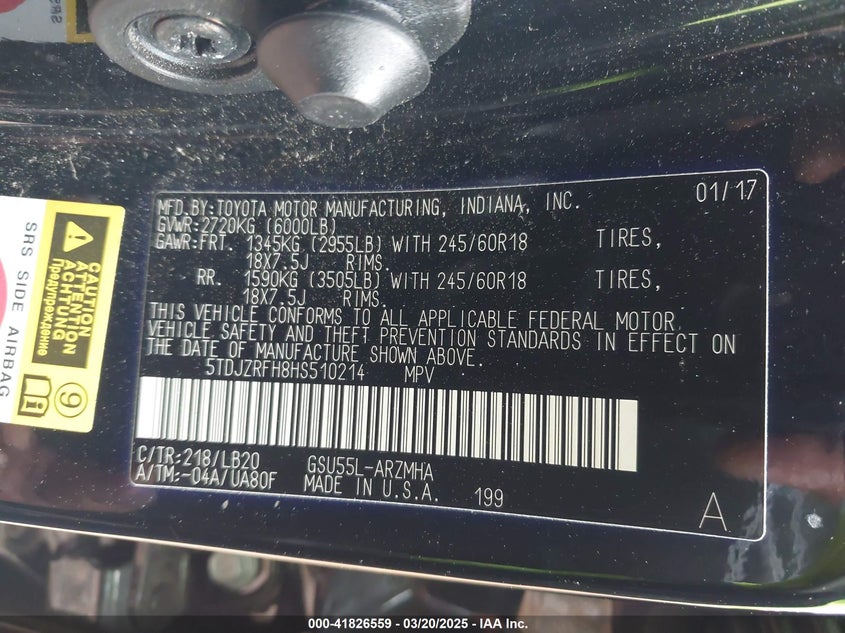 MFD.BY:TOYOTA MOTOR MANUFACTURING, INDIANA, INC. 01/17
GVWR:2720KG (6000LB)
GAWR:FRT. 1345KG (2955LB) WITH 245/60R18 TIRES,
18X7.5J RIMS.
RR. 1590KG (3505LB) WITH 245/60R18 TIRES,
18X7.5J RIMS.
THIS VEHICLE CONFORMS TO ALL APPLICABLE FEDERAL MOTOR
VEHICLE SAFETY AND THEFT PREVENTION STANDARDS IN EFFECT ON
THE DATE OF MANUFACTURE SHOWN ABOVE.
5TDJZRFH8HS510214 MPV
C/TR:218/LB20 GSU55L-ARZMHA
A/TM:-04A/UA80F MADE IN U.S.A. 199
A
SRS SIDE AIRBAG
CAUTION
ATTENTION
ACHTUNG
Предупреждение
9
i
000-41826559 / 03/20/2025 - IAA Inc.